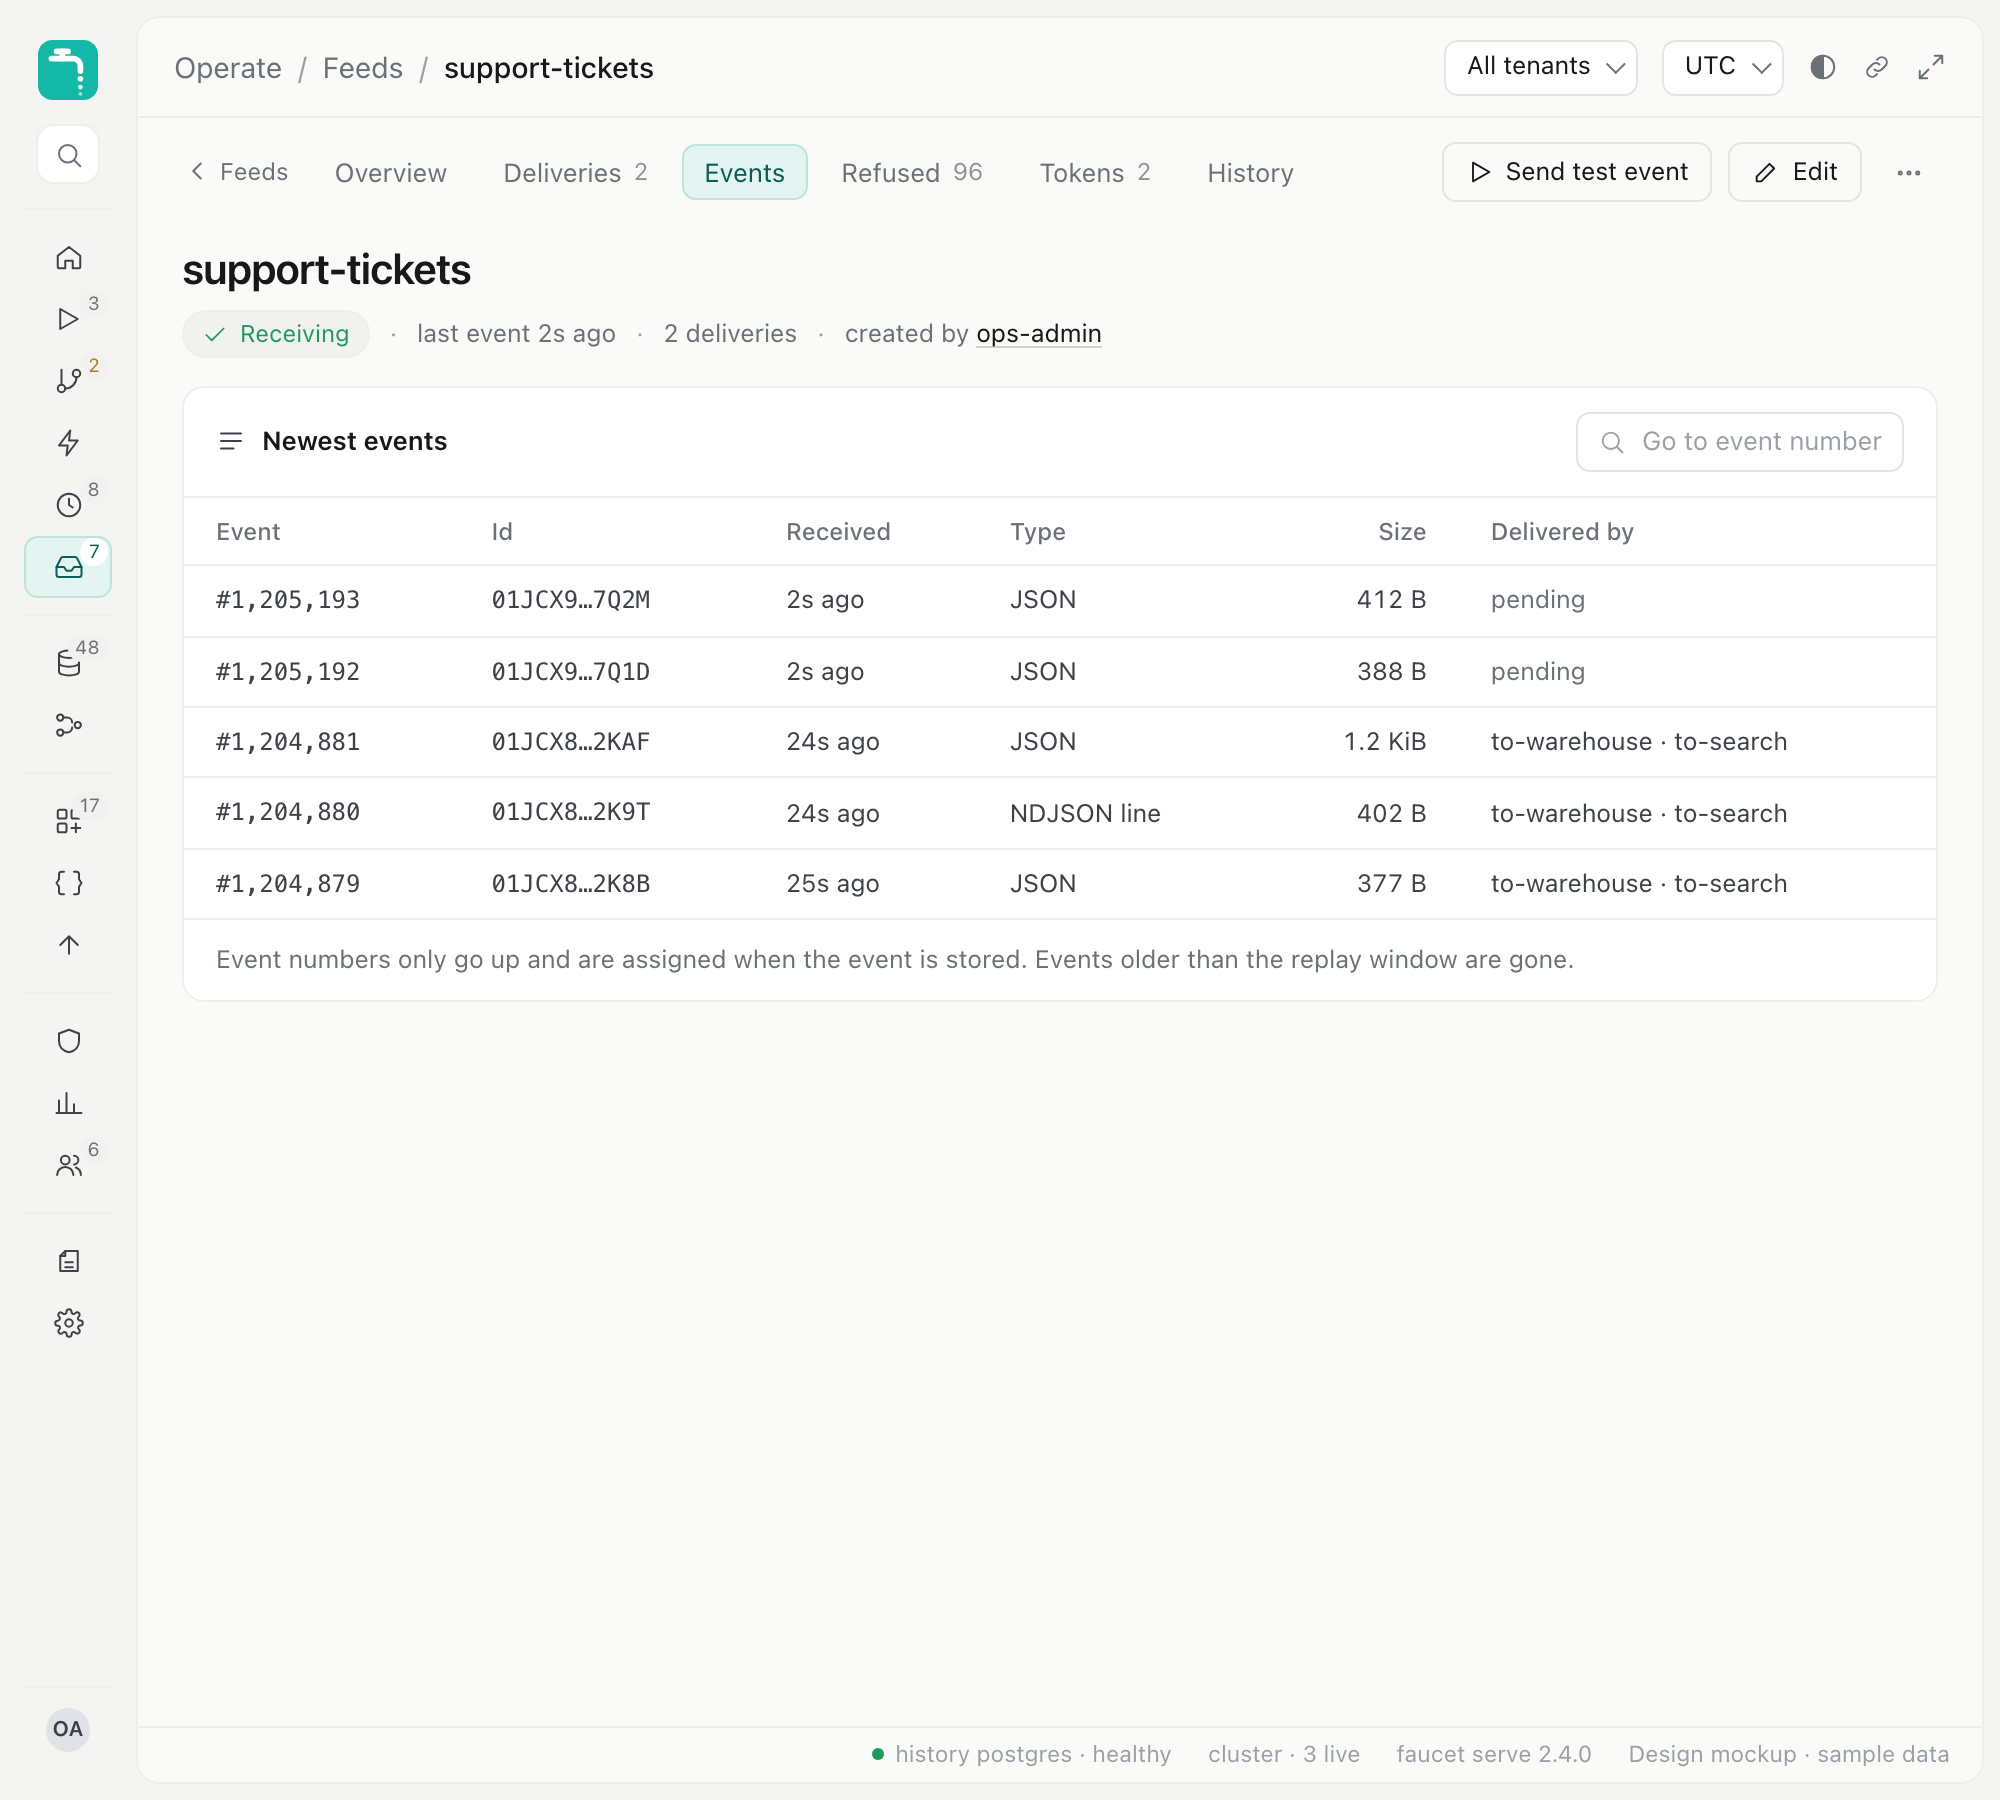 Operate / Feeds / support-tickets
All tenants
UTC
Feeds
Overview
Deliveries 2
Events
Refused 96
Tokens 2
History
Send test event
Edit
support-tickets
Receiving · last event 2s ago · 2 deliveries · created by ops-admin
Newest events
Go to event number
Event Id Received Type Size Delivered by
#1,205,193 01JCX9…7Q2M 2s ago JSON 412 B pending
#1,205,192 01JCX9…7Q1D 2s ago JSON 388 B pending
#1,204,881 01JCX8…2KAF 24s ago JSON 1.2 KiB to-warehouse · to-search
#1,204,880 01JCX8…2K9T 24s ago NDJSON line 402 B to-warehouse · to-search
#1,204,879 01JCX8…2K8B 25s ago JSON 377 B to-warehouse · to-search
Event numbers only go up and are assigned when the event is stored. Events older than the replay window are gone.
3
2
8
7
48
17
6
OA
history postgres · healthy
cluster · 3 live
faucet serve 2.4.0
Design mockup · sample data